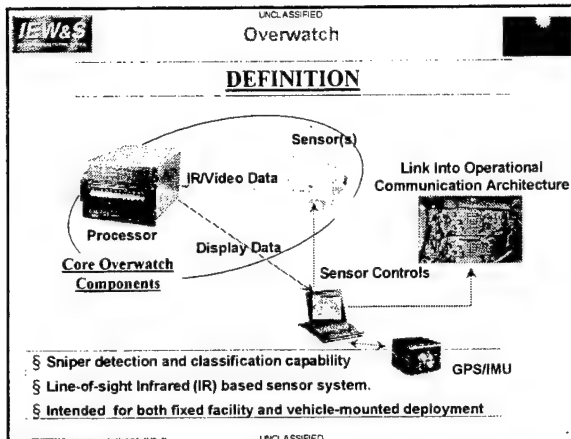 UNCLASSIFIED
IEW&S
Overwatch
DEFINITION
Sensor(s)
IR/Video Data
Link Into Operational
Communication Architecture
Processor
Display Data
Core Overwatch
Components
Sensor Controls
GPS/IMU
§ Sniper detection and classification capability
§ Line-of-sight Infrared (IR) based sensor system.
§ Intended for both fixed facility and vehicle-mounted deployment
UNCLASSIFIED